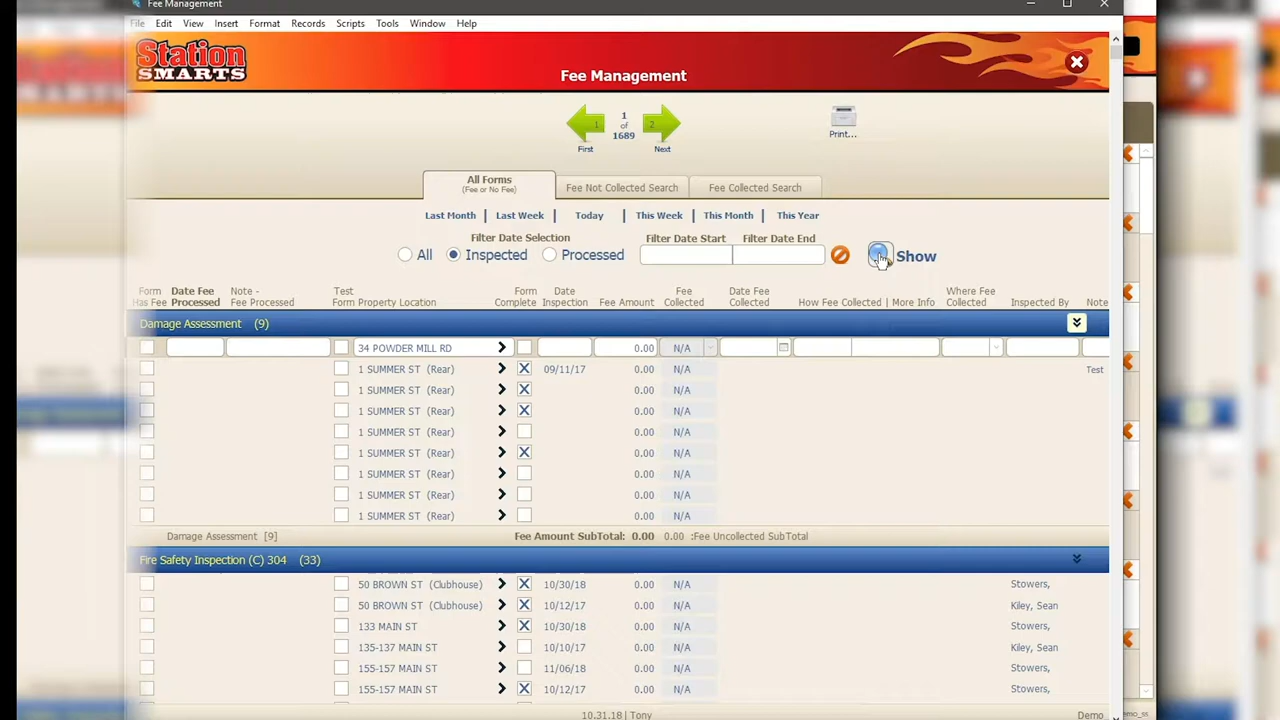 Fee Management
File Edit View Insert Format Records Scripts Tools Window Help
Station
SMARTS
Fee Management
1 1 of 1689 2
First Next
Print...
All Forms
(Fee or No Fee)
Fee Not Collected Search
Fee Collected Search
Last Month | Last Week | Today | This Week | This Month | This Year
Filter Date Selection Filter Date Start Filter Date End
All Inspected Processed Show
Form Has Fee Date Fee Processed Note - Fee Processed Test Form Property Location Form Complete Date Inspection Fee Amount Fee Collected Date Fee Collected How Fee Collected | More Info Where Fee Collected Inspected By Note
Damage Assessment (9)
34 POWDER MILL RD 0.00 N/A
1 SUMMER ST (Rear) X 09/11/17 0.00 N/A Test
1 SUMMER ST (Rear) X 0.00 N/A
1 SUMMER ST (Rear) X 0.00 N/A
1 SUMMER ST (Rear) 0.00 N/A
1 SUMMER ST (Rear) X 0.00 N/A
1 SUMMER ST (Rear) 0.00 N/A
1 SUMMER ST (Rear) 0.00 N/A
1 SUMMER ST (Rear) 0.00 N/A
Damage Assessment [9] Fee Amount SubTotal: 0.00 0.00 :Fee Uncollected SubTotal
Fire Safety Inspection (C) 304 (33)
50 BROWN ST (Clubhouse) X 10/30/18 0.00 N/A Stowers,
50 BROWN ST (Clubhouse) X 10/12/17 0.00 N/A Kiley, Sean
133 MAIN ST X 10/30/18 0.00 N/A Stowers,
135-137 MAIN ST 10/10/17 0.00 N/A Kiley, Sean
155-157 MAIN ST 11/06/18 0.00 N/A Stowers,
155-157 MAIN ST X 10/12/17 0.00 N/A Stowers,
10.31.18 | Tony
Demo